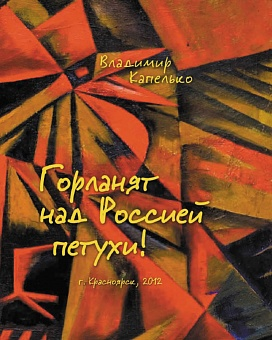 Владимир
Капелько
Горланят
над Россией
петухи!
г. Красноярск, 2012